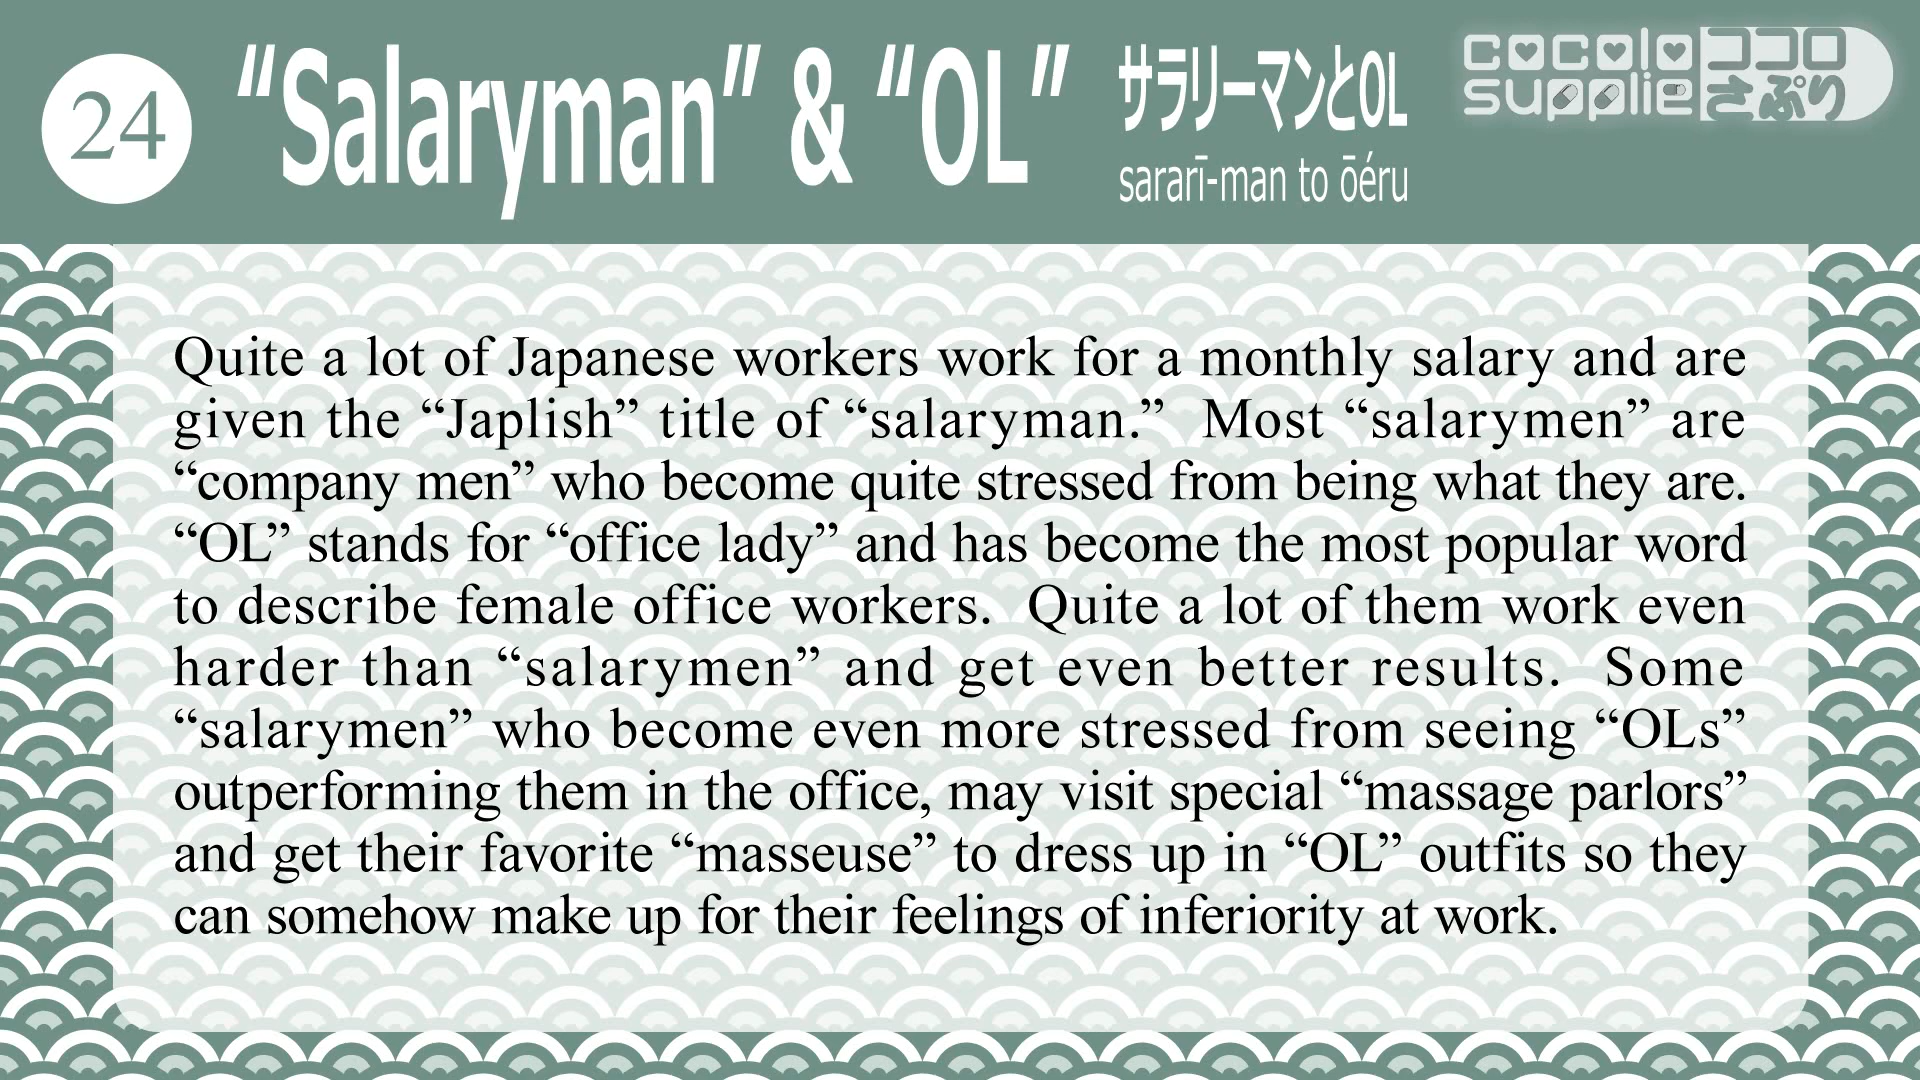 24
“Salaryman” & “OL”
サラリーマンとOL
sararī-man to ōéru
cocolo
supplie
ココロ
さぷり
Quite a lot of Japanese workers work for a monthly salary and are
given the “Japlish” title of “salaryman.”  Most “salarymen” are
“company men” who become quite stressed from being what they are.
“OL” stands for “office lady” and has become the most popular word
to describe female office workers.  Quite a lot of them work even
harder than “salarymen” and get even better results.  Some
“salarymen” who become even more stressed from seeing “OLs”
outperforming them in the office, may visit special “massage parlors”
and get their favorite “masseuse” to dress up in “OL” outfits so they
can somehow make up for their feelings of inferiority at work.